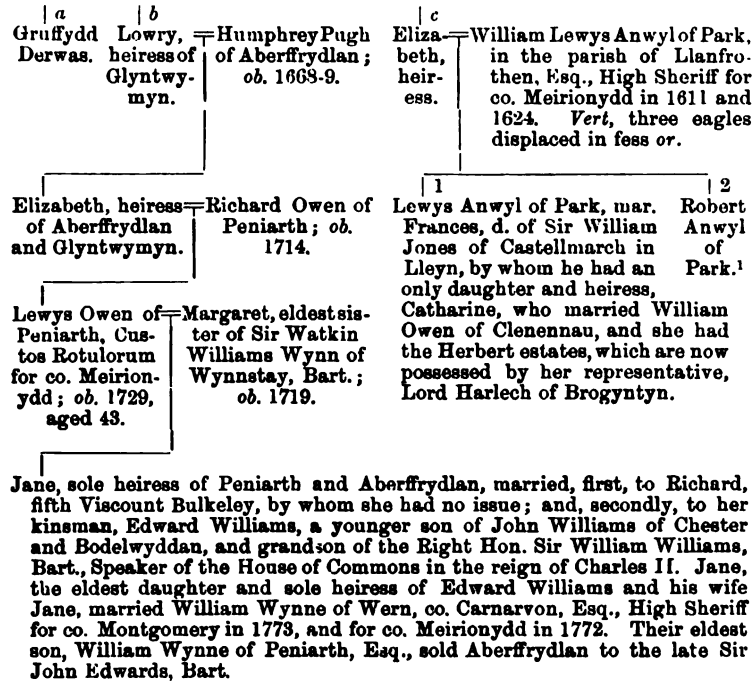 a
Gruffydd
Derwas.
b
Lowry,
heiress of
Glyntwy-
myn.
Humphrey Pugh
of Aberffrydlan;
ob. 1668-9.
c
Eliza-
beth,
heir-
ess.
William Lewys Anwyl of Park,
in the parish of Llanfro-
then, Esq., High Sheriff for
co. Meirionydd in 1611 and
1624. Vert, three eagles
displaced in fess or.
Elizabeth, heiress
of Aberffrydlan
and Glyntwymyn.
Richard Owen of
Peniarth; ob.
1714.
1
Lewys Anwyl of Park, mar.
Frances, d. of Sir William
Jones of Castellmarch in
Lleyn, by whom he had an
only daughter and heiress,
Catharine, who married William
Owen of Clenennau, and she had
the Herbert estates, which are now
possessed by her representative,
Lord Harlech of Brogyntyn.
2
Robert
Anwyl
of
Park.¹
Lewys Owen of
Peniarth, Cus-
tos Rotulorum
for co. Meirion-
ydd; ob. 1729,
aged 43.
Margaret, eldest sis-
ter of Sir Watkin
Williams Wynn of
Wynnstay, Bart.;
ob. 1719.
Jane, sole heiress of Peniarth and Aberffrydlan, married, first, to Richard,
fifth Viscount Bulkeley, by whom she had no issue; and, secondly, to her
kinsman, Edward Williams, a younger son of John Williams of Chester
and Bodelwyddan, and grandson of the Right Hon. Sir William Williams,
Bart., Speaker of the House of Commons in the reign of Charles II. Jane,
the eldest daughter and sole heiress of Edward Williams and his wife
Jane, married William Wynne of Wern, co. Carnarvon, Esq., High Sheriff
for co. Montgomery in 1773, and for co. Meirionydd in 1772. Their eldest
son, William Wynne of Peniarth, Esq., sold Aberffrydlan to the late Sir
John Edwards, Bart.